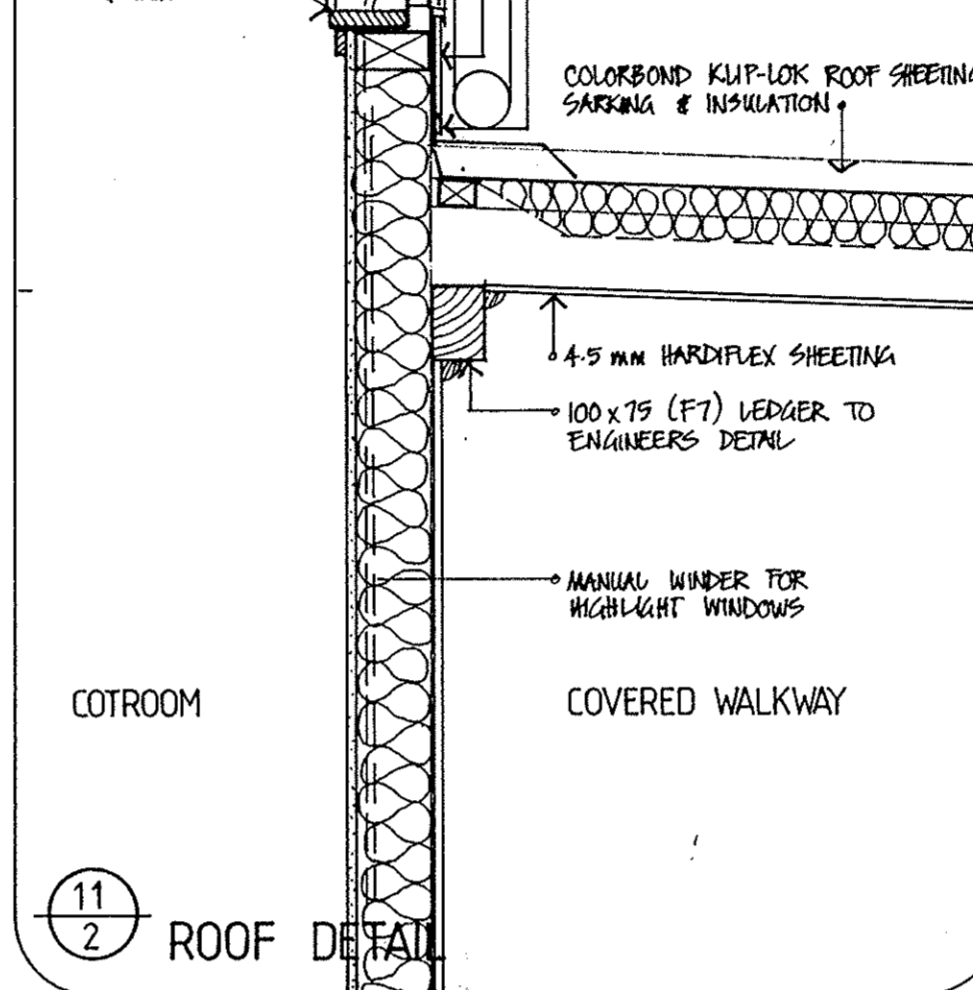 COLORBOND KLIP-LOK ROOF SHEETING
SARKING & INSULATION
4.5 mm HARDIFLEX SHEETING
100 x 75 (F7) LEDGER TO
ENGINEERS DETAIL
MANUAL WINDER FOR
HIGHLIGHT WINDOWS
COTROOM
COVERED WALKWAY
11
2
ROOF DETAIL